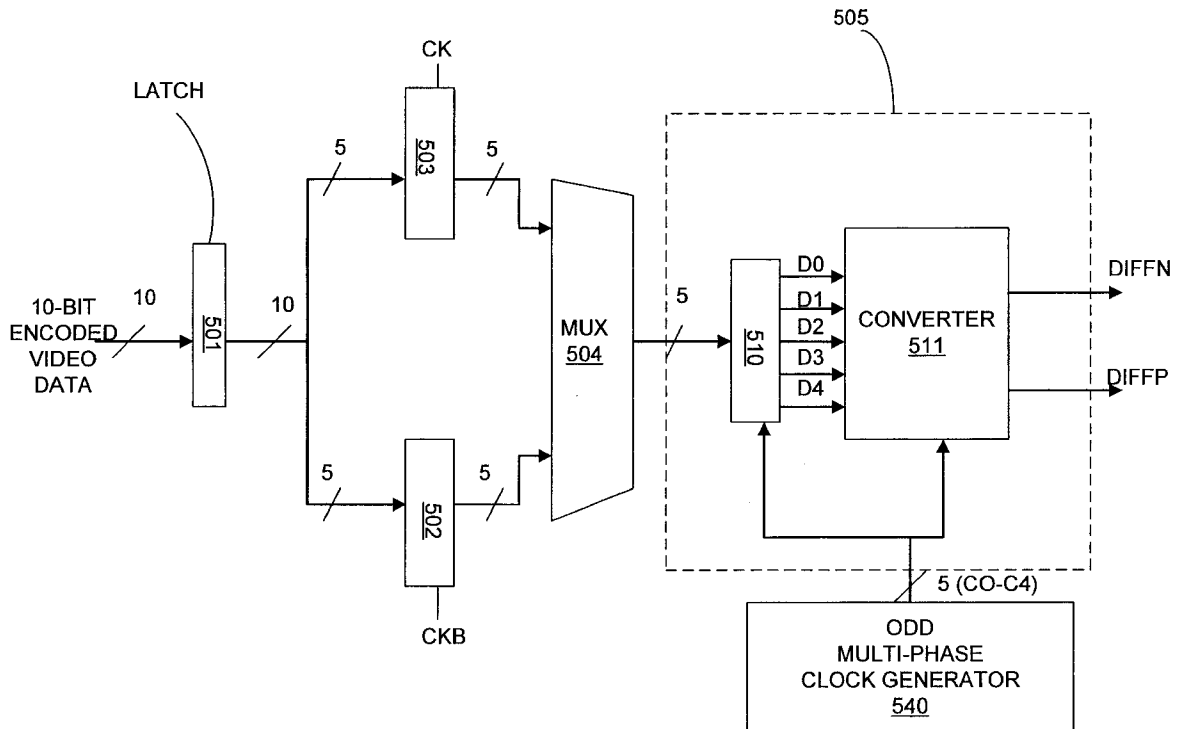 505
CK
LATCH
5
503
5
10-BIT
ENCODED
VIDEO
DATA
10
501
10
MUX
504
5
510
D0
D1
D2
D3
D4
CONVERTER
511
DIFFN
DIFFP
5
502
5
CKB
5 (CO-C4)
ODD
MULTI-PHASE
CLOCK GENERATOR
540